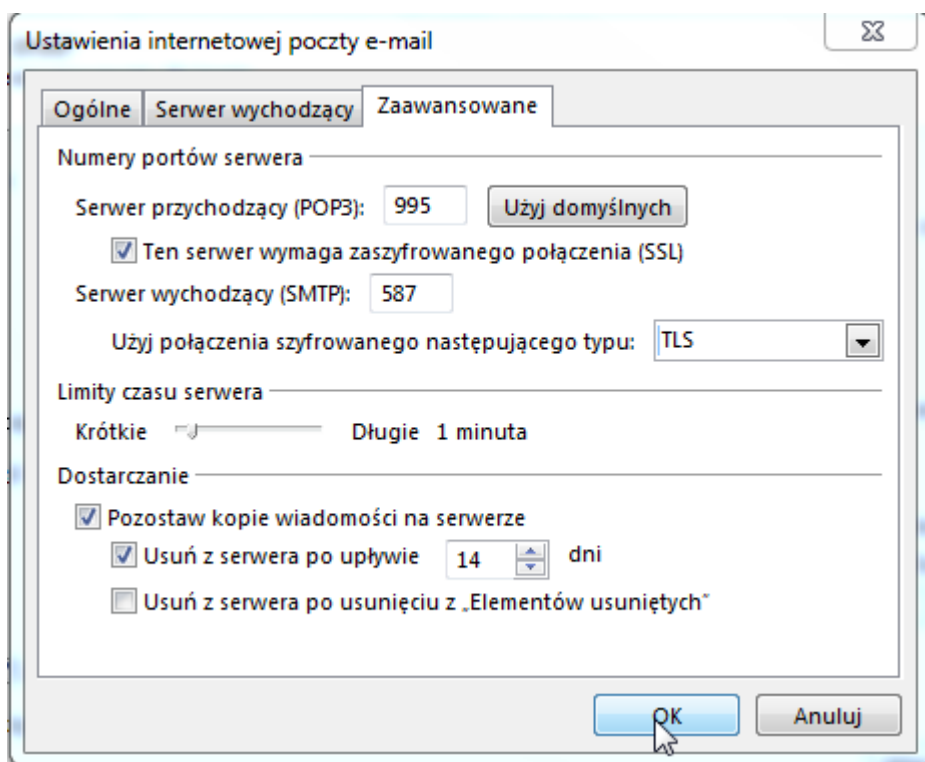 Ustawienia internetowej poczty e-mail
Ogólne Serwer wychodzący Zaawansowane
Numery portów serwera
Serwer przychodzący (POP3): 995 Użyj domyślnych
Ten serwer wymaga zaszyfrowanego połączenia (SSL)
Serwer wychodzący (SMTP): 587
Użyj połączenia szyfrowanego następującego typu: TLS
Limity czasu serwera
Krótkie Długie 1 minuta
Dostarczanie
Pozostaw kopie wiadomości na serwerze
Usuń z serwera po upływie 14 dni
Usuń z serwera po usunięciu z „Elementów usuniętych”
OK Anuluj